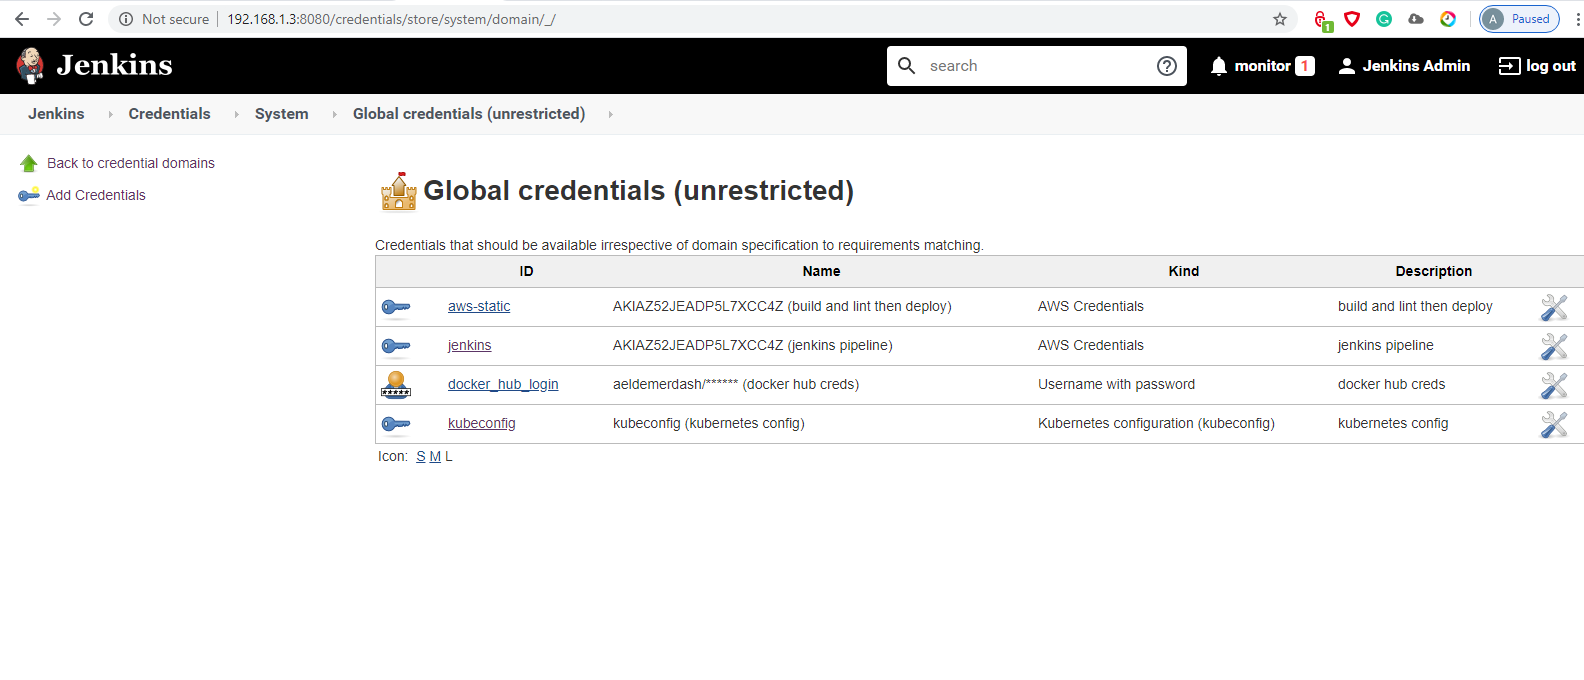 Not secure 192.168.1.3:8080/credentials/store/system/domain/_/ 1 A Paused
Jenkins search monitor 1 Jenkins Admin log out
Jenkins Credentials System Global credentials (unrestricted)
Back to credential domains
Add Credentials
Global credentials (unrestricted)
Credentials that should be available irrespective of domain specification to requirements matching.
ID Name Kind Description
aws-static AKIAZ52JEADP5L7XCC4Z (build and lint then deploy) AWS Credentials build and lint then deploy
jenkins AKIAZ52JEADP5L7XCC4Z (jenkins pipeline) AWS Credentials jenkins pipeline
docker_hub_login aeldemerdash/****** (docker hub creds) Username with password docker hub creds
kubeconfig kubeconfig (kubernetes config) Kubernetes configuration (kubeconfig) kubernetes config
Icon: S M L